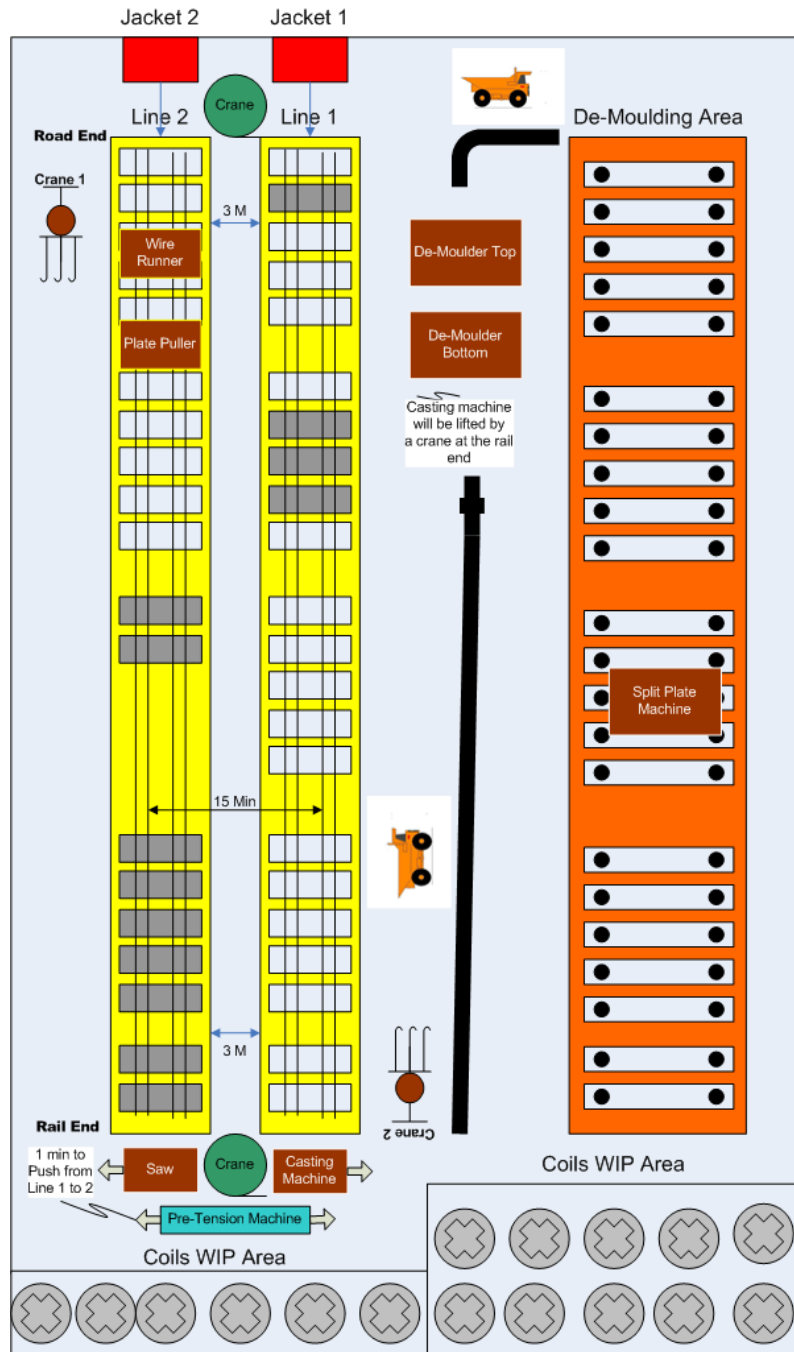 Jacket 2
Jacket 1
Crane
Line 2
Line 1
De-Moulding Area
Road End
Crane 1
3 M
Wire
Runner
De-Moulder Top
Plate Puller
De-Moulder
Bottom
Casting machine
will be lifted by
a crane at the rail
end
Split Plate
Machine
15 Min
3 M
Crane 2
Rail End
1 min to
Push from
Line 1 to 2
Saw
Crane
Casting
Machine
Coils WIP Area
Pre-Tension Machine
Coils WIP Area